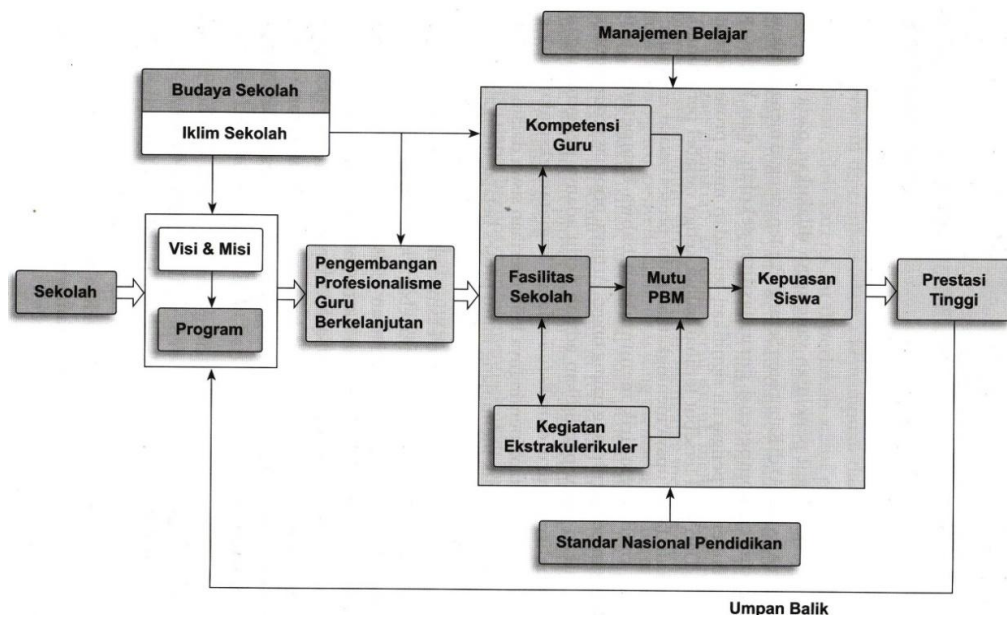 Manajemen Belajar
Budaya Sekolah
Iklim Sekolah
Kompetensi
Guru
Visi & Misi
Sekolah
Program
Pengembangan
Profesionalisme
Guru
Berkelanjutan
Fasilitas
Sekolah
Mutu
PBM
Kepuasan
Siswa
Prestasi
Tinggi
Kegiatan
Ekstrakulerikuler
Standar Nasional Pendidikan
Umpan Balik